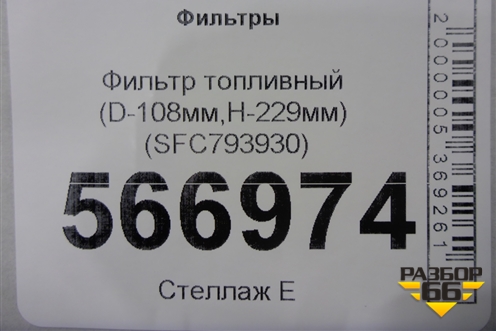 Фильтры
Фильтр топливный
(D-108мм,H-229мм)
(SFC793930)
566974
Стеллаж Е
2000005369261
РАЗБОР
66